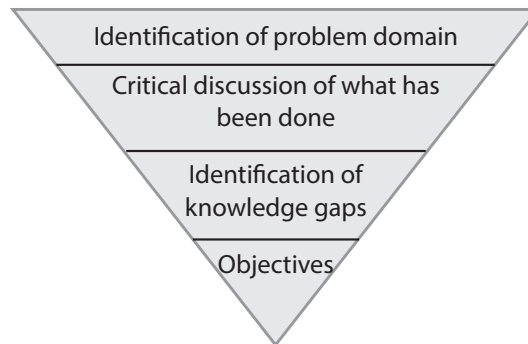 Identification of problem domain
Critical discussion of what has
been done
Identification of
knowledge gaps
Objectives